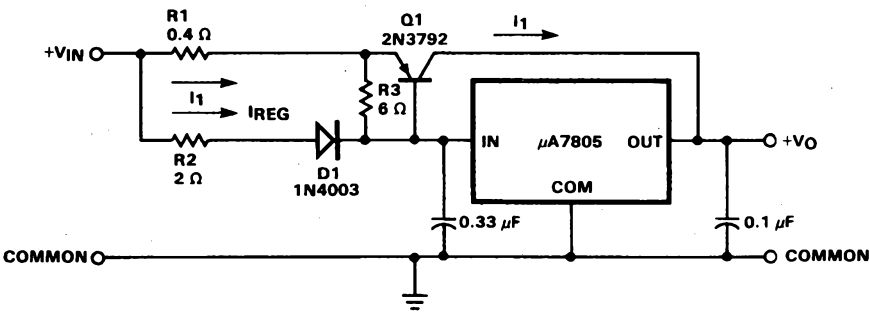 R1
0.4 Ω
Q1
2N3792
I1
+VIN
I1
IREG
R3
6 Ω
R2
2 Ω
D1
1N4003
IN
μA7805
OUT
COM
+VO
0.33 μF
0.1 μF
COMMON
COMMON